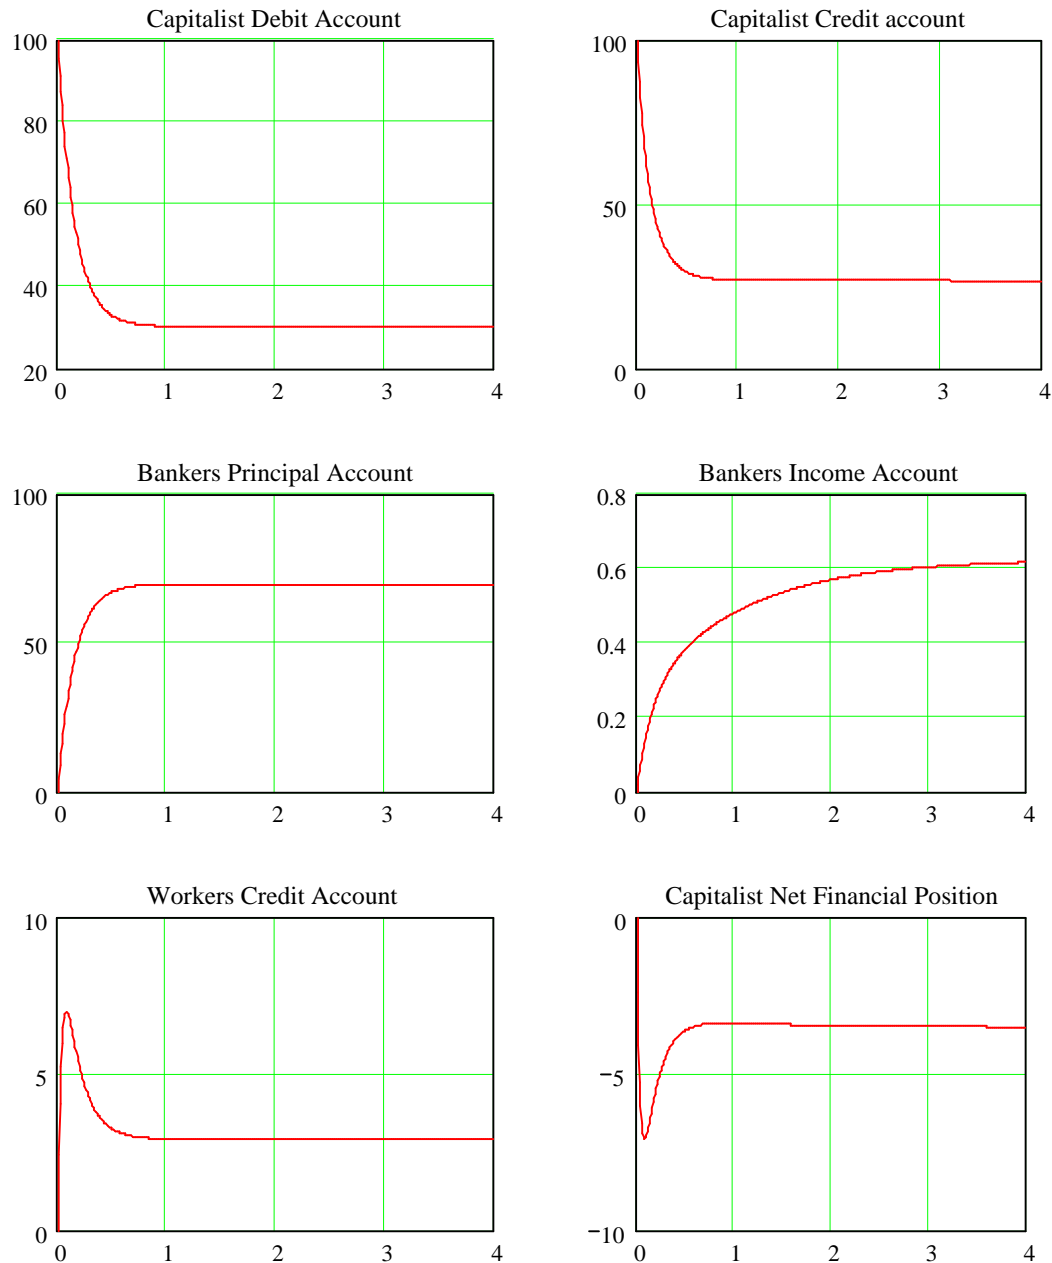 Capitalist Debit Account
100
80
60
40
20
0 1 2 3 4
Capitalist Credit account
100
50
0
0 1 2 3 4
Bankers Principal Account
100
50
0
0 1 2 3 4
Bankers Income Account
0.8
0.6
0.4
0.2
0
0 1 2 3 4
Workers Credit Account
10
5
0
0 1 2 3 4
Capitalist Net Financial Position
0
−5
−10
0 1 2 3 4